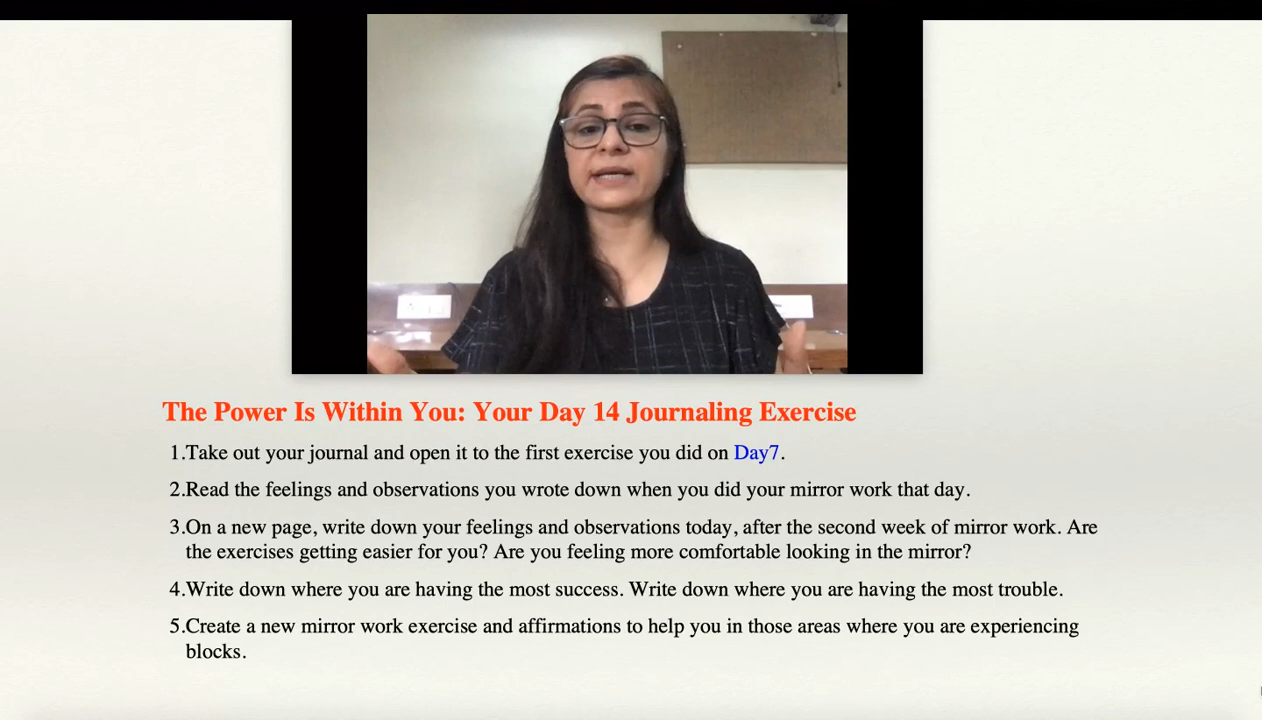 The Power Is Within You: Your Day 14 Journaling Exercise
1.Take out your journal and open it to the first exercise you did on Day7.
2.Read the feelings and observations you wrote down when you did your mirror work that day.
3.On a new page, write down your feelings and observations today, after the second week of mirror work. Are
the exercises getting easier for you? Are you feeling more comfortable looking in the mirror?
4.Write down where you are having the most success. Write down where you are having the most trouble.
5.Create a new mirror work exercise and affirmations to help you in those areas where you are experiencing
blocks.